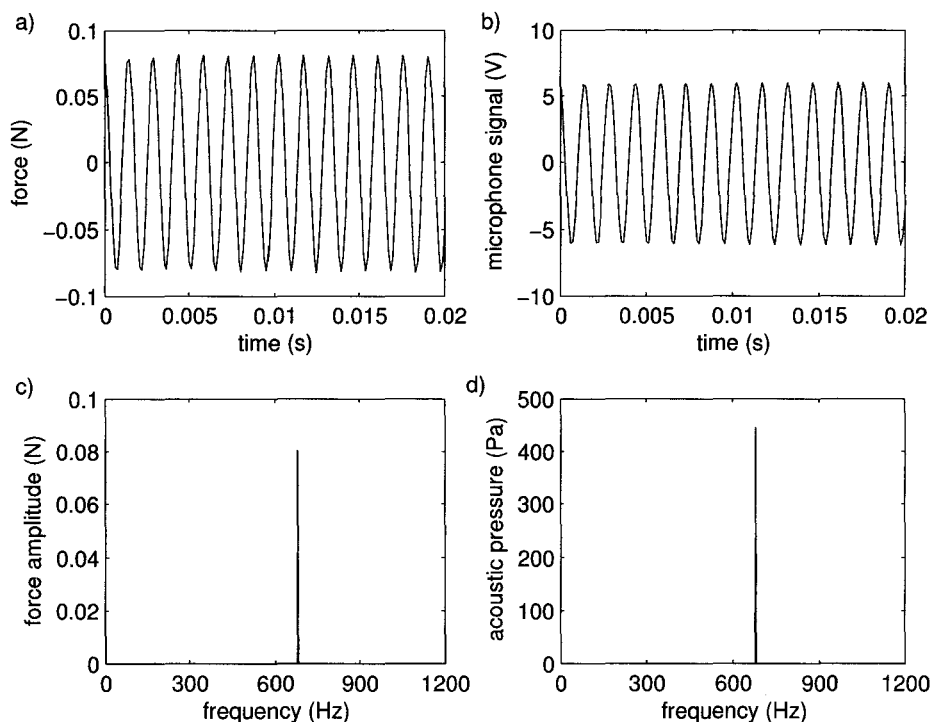 a)
force (N)
0.1
0.05
0
−0.05
−0.1
0 0.005 0.01 0.015 0.02
time (s)
b)
microphone signal (V)
10
5
0
−5
−10
0 0.005 0.01 0.015 0.02
time (s)
c)
force amplitude (N)
0.1
0.08
0.06
0.04
0.02
0
0 300 600 900 1200
frequency (Hz)
d)
acoustic pressure (Pa)
500
400
300
200
100
0
0 300 600 900 1200
frequency (Hz)